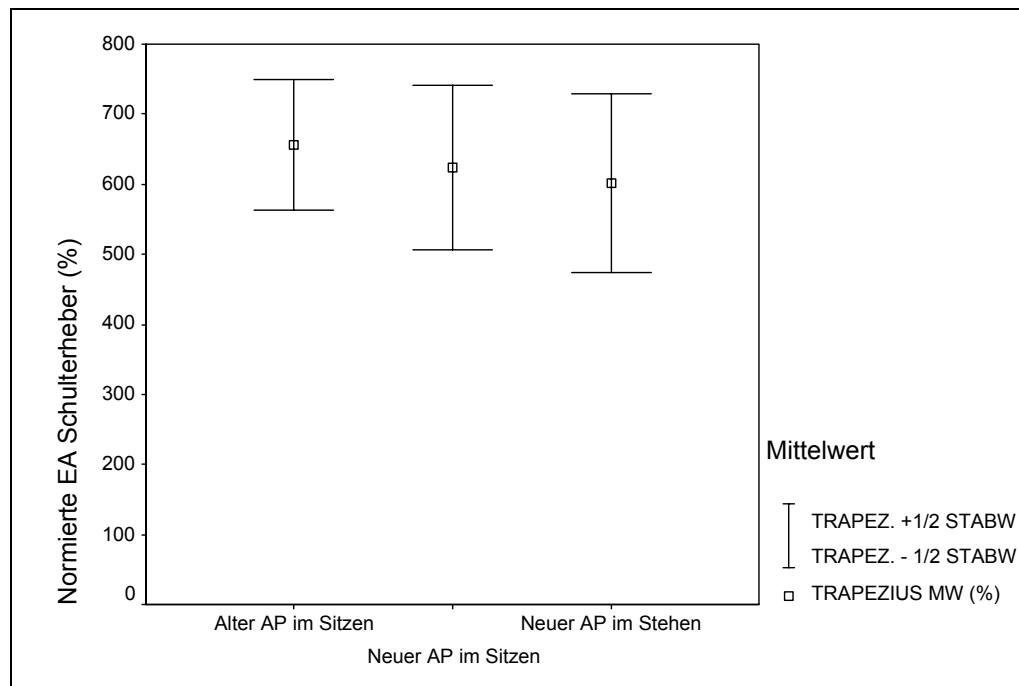 Normierte EA Schulterheber (%)
800
700
600
500
400
300
200
100
0
Alter AP im Sitzen
Neuer AP im Stehen
Neuer AP im Sitzen
Mittelwert
TRAPEZ. +1/2 STABW
TRAPEZ. - 1/2 STABW
TRAPEZIUS MW (%)